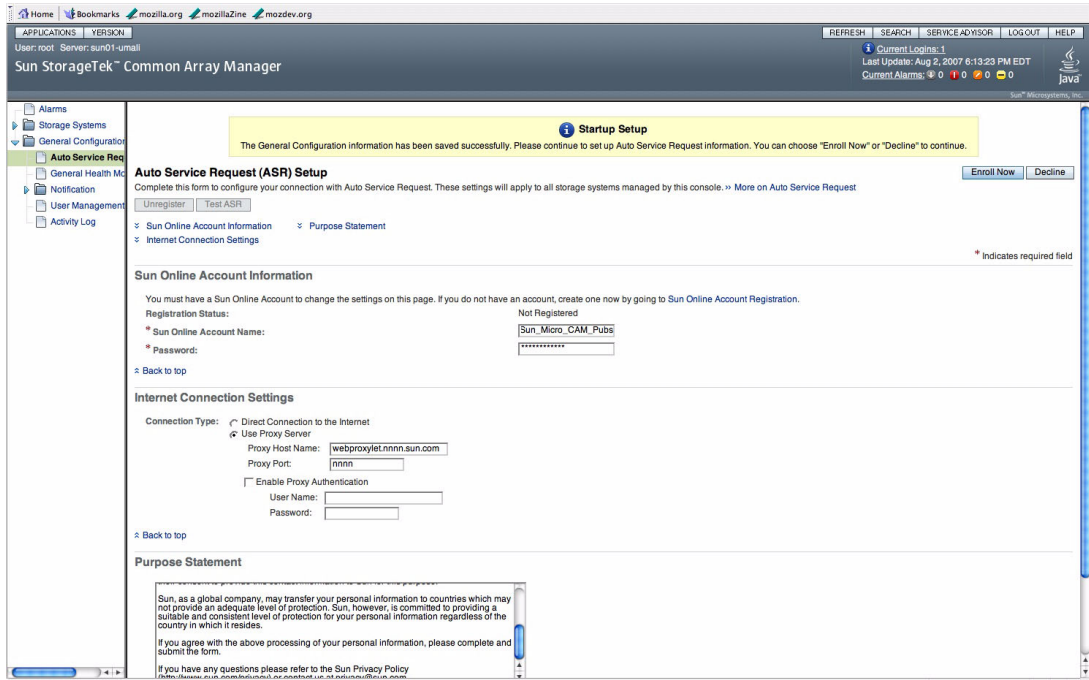 Home Bookmarks mozilla.org mozillaZine mozdev.org
APPLICATIONS VERSION
REFRESH SEARCH SERVICE ADVISOR LOG OUT HELP
User: root Server: sun01-umali
Sun StorageTek™ Common Array Manager
Current Logins: 1
Last Update: Aug 2, 2007 6:13:23 PM EDT
Current Alarms: 0 0 0 0
Java
Sun™ Microsystems, Inc.
Alarms
Storage Systems
General Configuration
Auto Service Req
General Health Mo
Notification
User Management
Activity Log
Startup Setup
The General Configuration information has been saved successfully. Please continue to set up Auto Service Request information. You can choose "Enroll Now" or "Decline" to continue.
Auto Service Request (ASR) Setup
Enroll Now Decline
Complete this form to configure your connection with Auto Service Request. These settings will apply to all storage systems managed by this console. » More on Auto Service Request
Unregister Test ASR
Sun Online Account Information Purpose Statement
Internet Connection Settings
* Indicates required field
Sun Online Account Information
You must have a Sun Online Account to change the settings on this page. If you do not have an account, create one now by going to Sun Online Account Registration.
Registration Status: Not Registered
* Sun Online Account Name: Sun_Micro_CAM_Pubs
* Password: ************
Back to top
Internet Connection Settings
Connection Type: Direct Connection to the Internet
Use Proxy Server
Proxy Host Name: webproxylet.nnnn.sun.com
Proxy Port: nnnn
Enable Proxy Authentication
User Name:
Password:
Back to top
Purpose Statement
Sun, as a global company, may transfer your personal information to countries which may
not provide an adequate level of protection. Sun, however, is committed to providing a
suitable and consistent level of protection for your personal information regardless of the
country in which it resides.
If you agree with the above processing of your personal information, please complete and
submit the form.
If you have any questions please refer to the Sun Privacy Policy
(http://www.sun.com/privacy) or contact us at privacy@sun.com